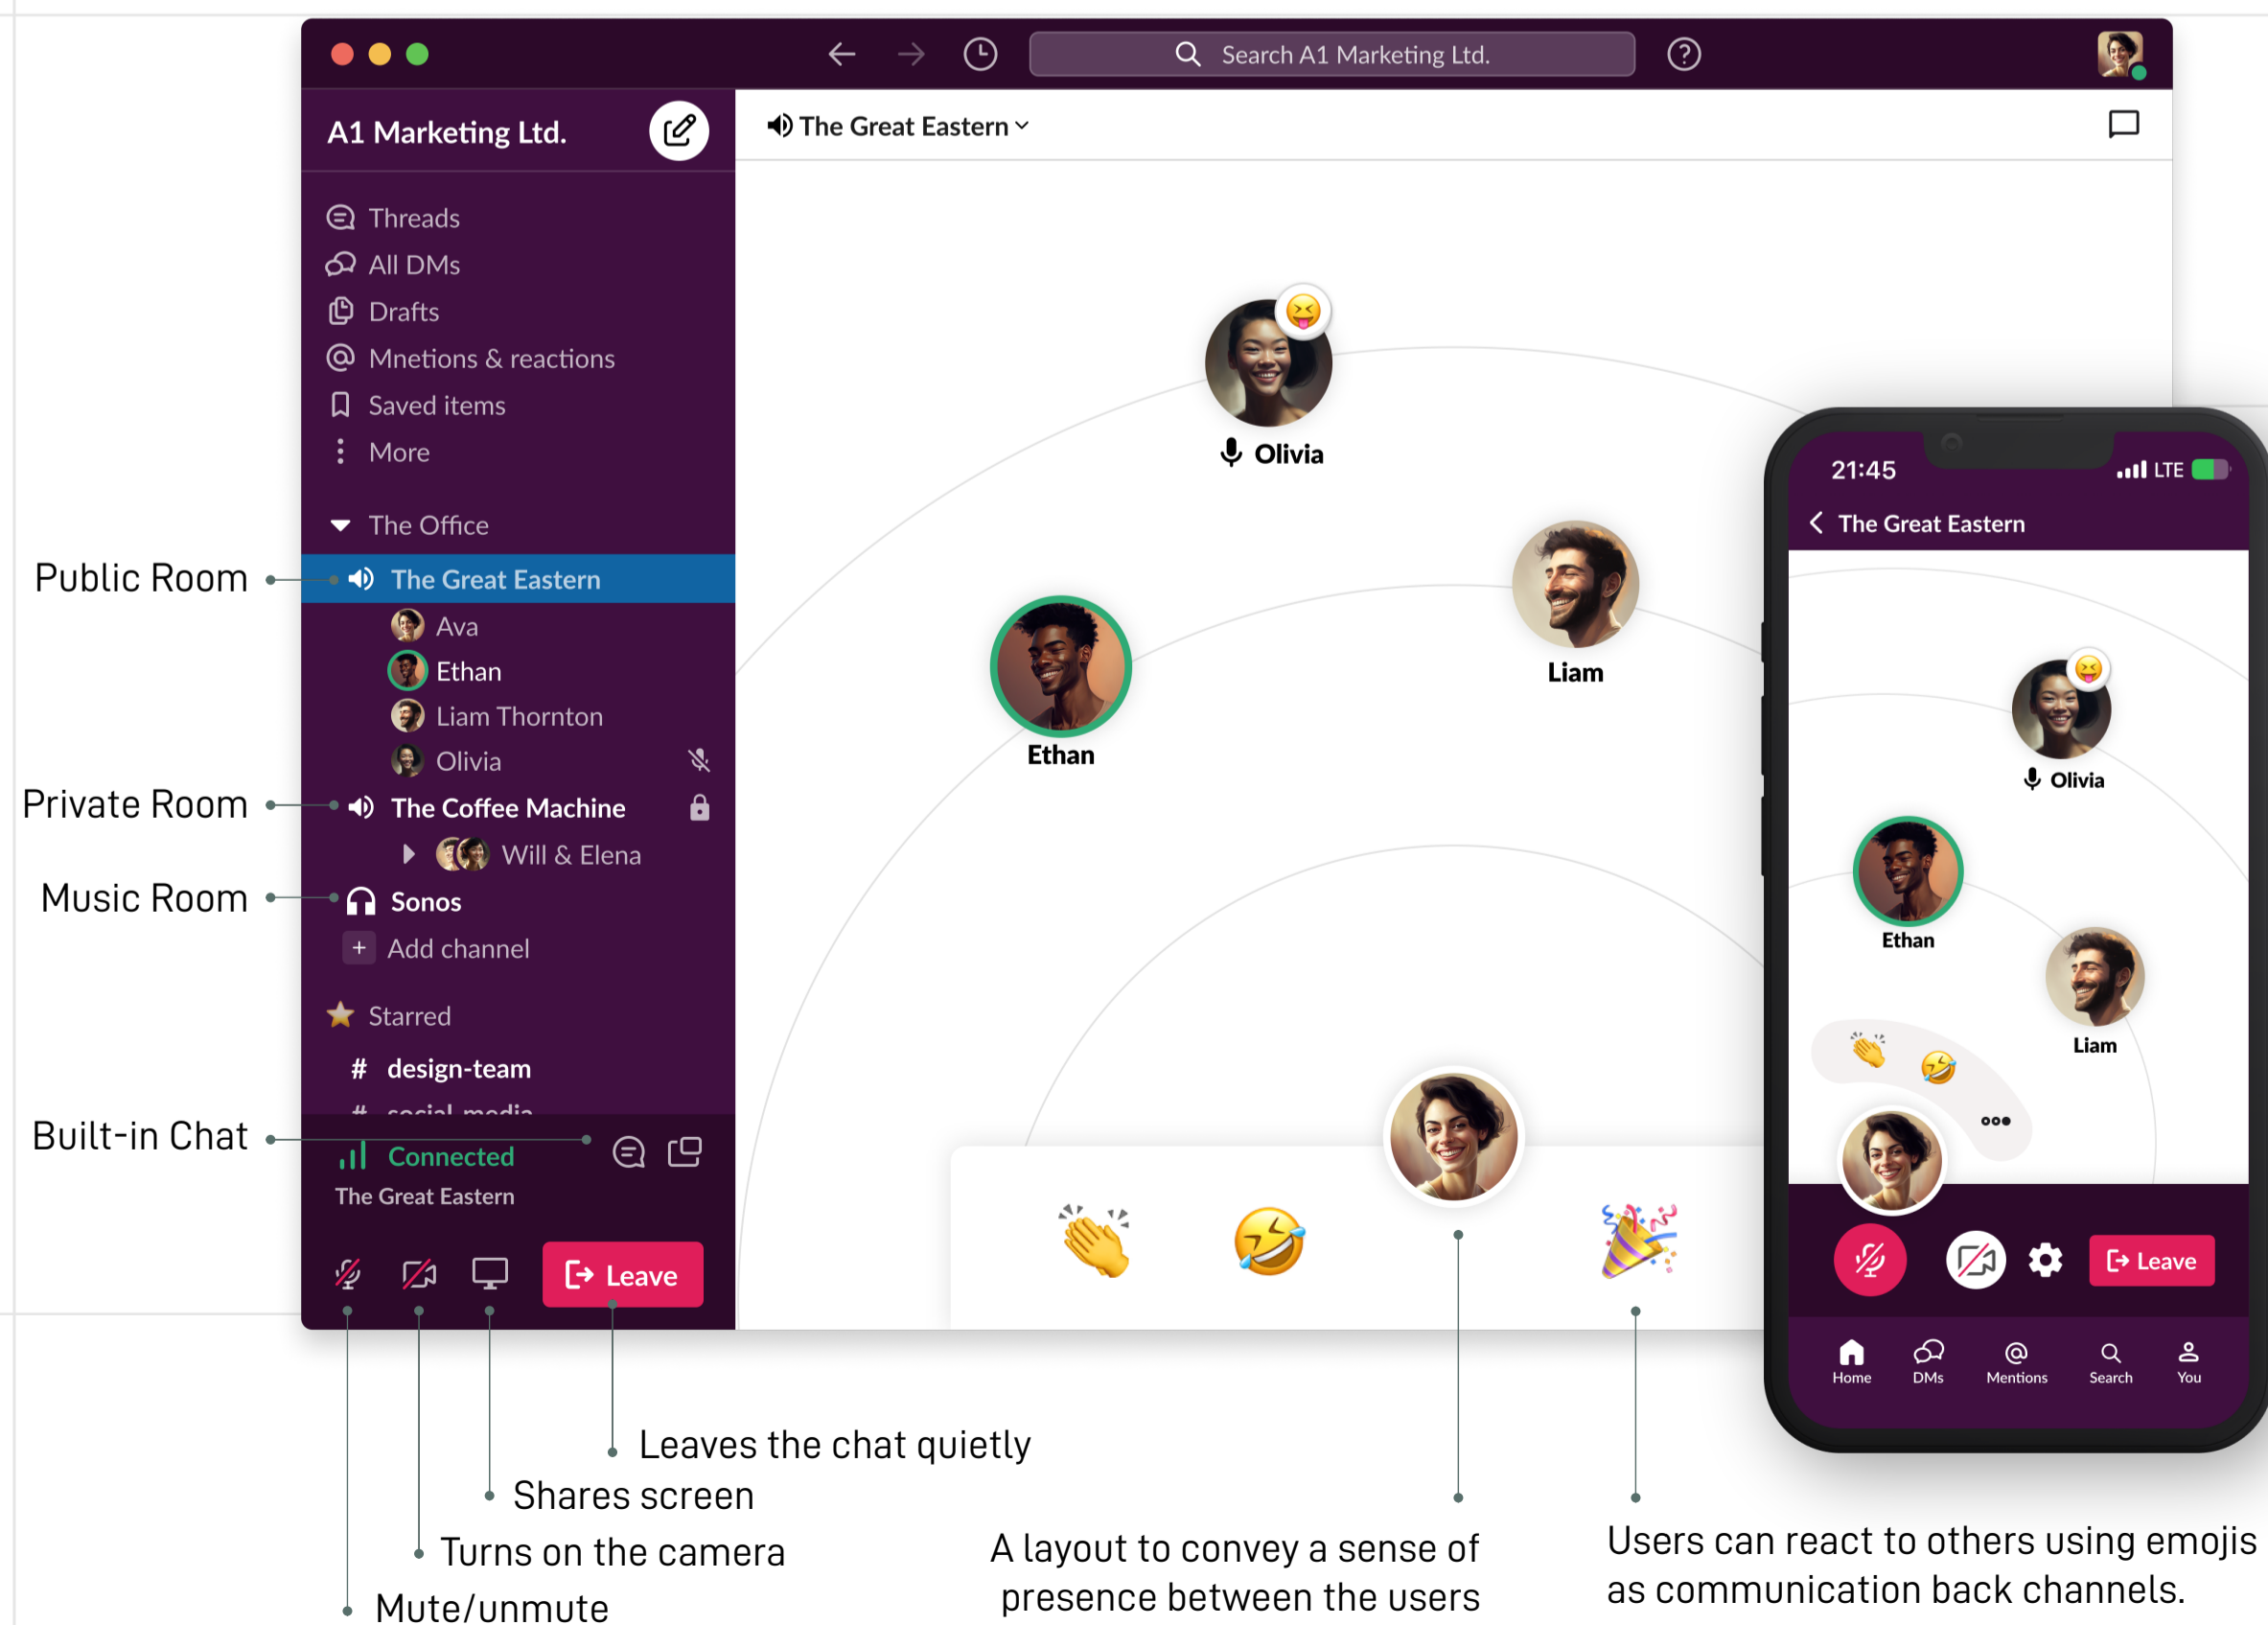 Search A1 Marketing Ltd.
A1 Marketing Ltd.
The Great Eastern
Threads
All DMs
Drafts
Mnetions & reactions
Saved items
More
The Office
Public Room
The Great Eastern
Ava
Ethan
Liam Thornton
Olivia
Private Room
The Coffee Machine
Will & Elena
Music Room
Sonos
+ Add channel
Starred
# design-team
# social-media
Built-in Chat
Connected
The Great Eastern
Leave
Olivia
Liam
Ethan
21:45
LTE
The Great Eastern
Olivia
Ethan
Liam
Leave
Home
DMs
Mentions
Search
You
Leaves the chat quietly
Shares screen
Turns on the camera
Mute/unmute
A layout to convey a sense of
presence between the users
Users can react to others using emojis
as communication back channels.